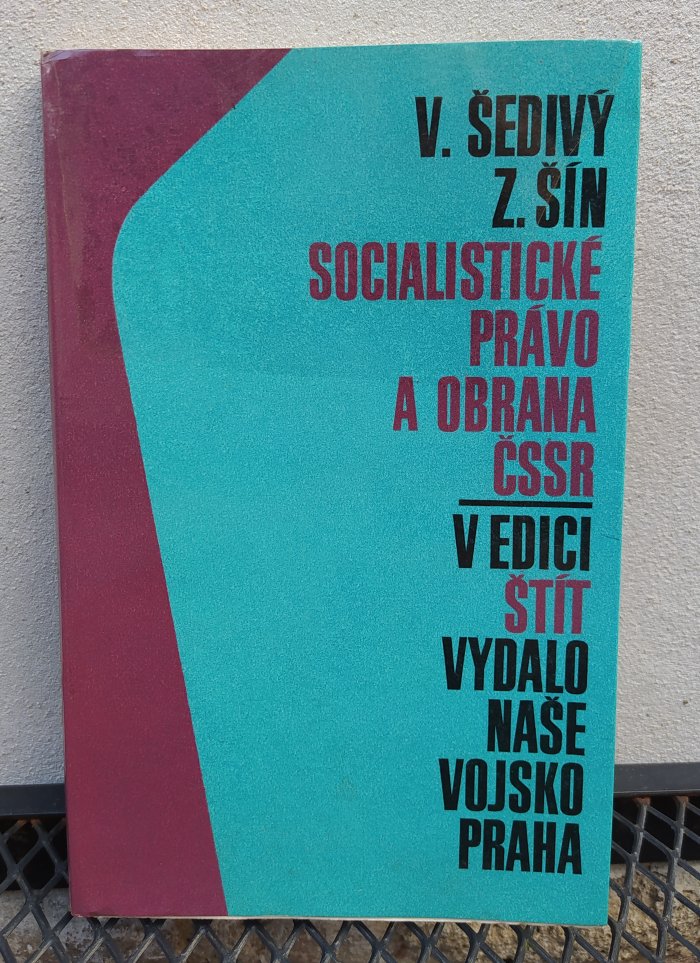 V. ŠEDIVÝ
Z. ŠÍN
SOCIALISTICKÉ
PRÁVO
A OBRANA
ČSSR
V EDICI
ŠTÍT
VYDALO
NAŠE
VOJSKO
PRAHA